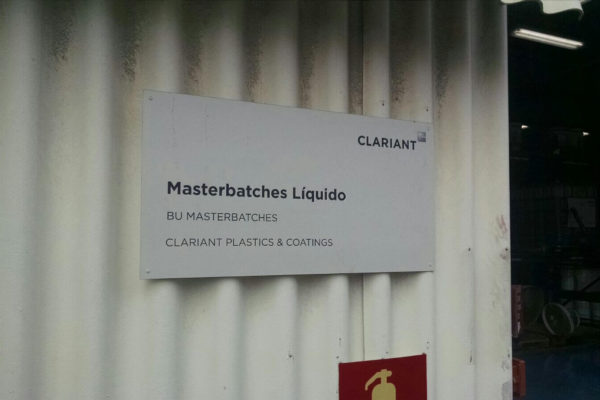 CLARIANT
Masterbatches Líquido
BU MASTERBATCHES
CLARIANT PLASTICS & COATINGS